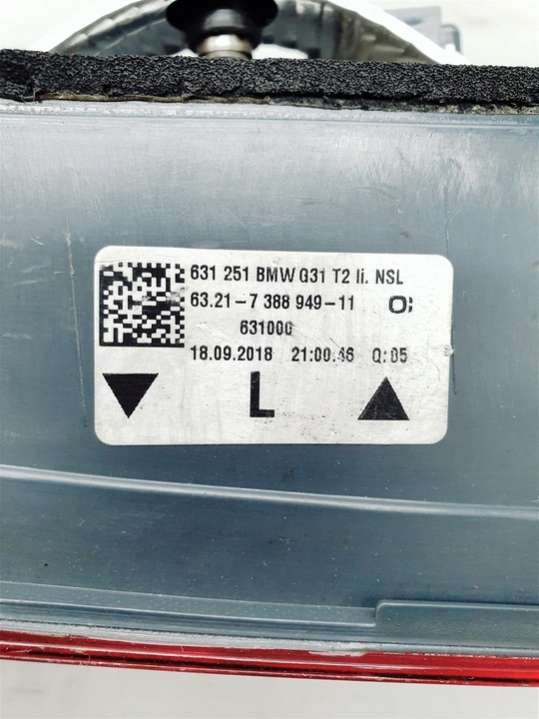 631 251 BMW G31 T2 li. NSL
63.21-7 388 949-11
631000
18.09.2018 21:00.46 Q:05
L